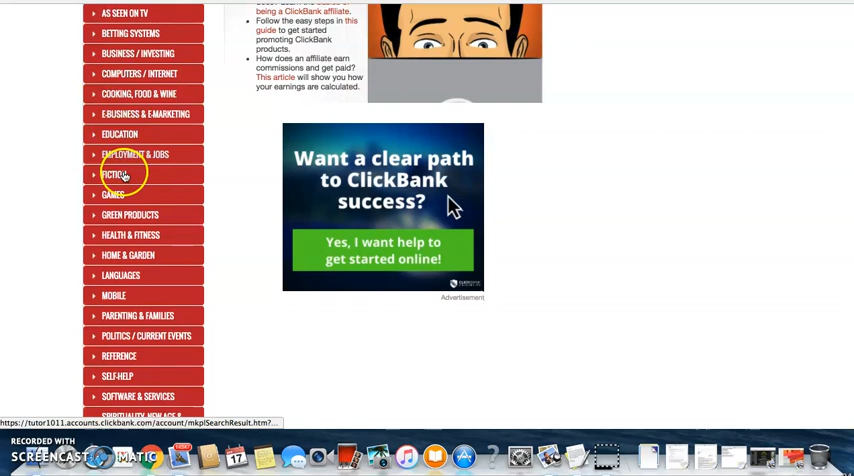 AS SEEN ON TV
BETTING SYSTEMS
BUSINESS / INVESTING
COMPUTERS / INTERNET
COOKING, FOOD & WINE
E-BUSINESS & E-MARKETING
EDUCATION
EMPLOYMENT & JOBS
FICTION
GAMES
GREEN PRODUCTS
HEALTH & FITNESS
HOME & GARDEN
LANGUAGES
MOBILE
PARENTING & FAMILIES
POLITICS / CURRENT EVENTS
REFERENCE
SELF-HELP
SOFTWARE & SERVICES
SPIRITUALITY, NEW AGE &
being a ClickBank affiliate.
Follow the easy steps in this
guide to get started
promoting ClickBank
products.
How does an affiliate earn
commissions and get paid?
This article will show you how
your earnings are calculated.
Want a clear path
to ClickBank
success?
Yes, I want help to
get started online!
Advertisement
https://tutor1011.accounts.clickbank.com/account/mkplSearchResult.htm?...
RECORDED WITH
SCREENCAST MATIC
17